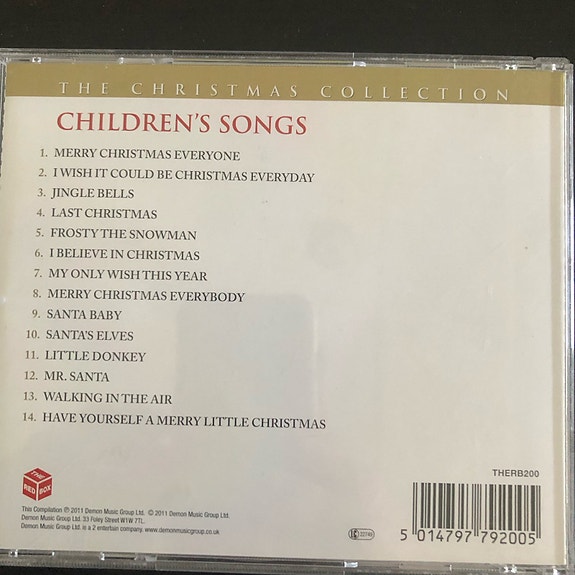 THE CHRISTMAS COLLECTION
CHILDREN'S SONGS
1. MERRY CHRISTMAS EVERYONE
2. I WISH IT COULD BE CHRISTMAS EVERYDAY
3. JINGLE BELLS
4. LAST CHRISTMAS
5. FROSTY THE SNOWMAN
6. I BELIEVE IN CHRISTMAS
7. MY ONLY WISH THIS YEAR
8. MERRY CHRISTMAS EVERYBODY
9. SANTA BABY
10. SANTA'S ELVES
11. LITTLE DONKEY
12. MR. SANTA
13. WALKING IN THE AIR
14. HAVE YOURSELF A MERRY LITTLE CHRISTMAS
THE
RED BOX
This Compilation ℗ 2011 Demon Music Group Ltd. © 2011 Demon Music Group Ltd.
Demon Music Group Ltd. 33 Foley Street W1W 7TL.
Demon Music Group Ltd. is a 2 entertain company. www.demonmusicgroup.co.uk
THERB200
5 014797 792005